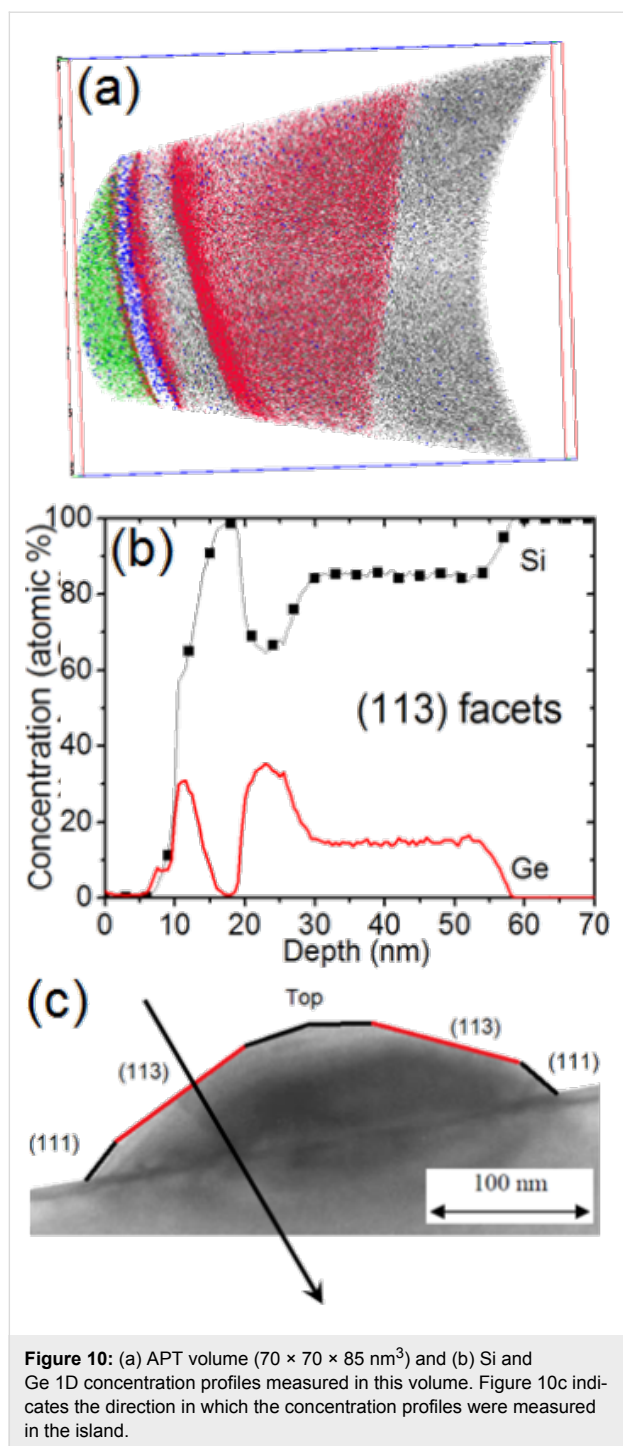 (a)
(b)
100
80
60
40
20
0
Concentration (atomic %)
Si
(113) facets
Ge
0 10 20 30 40 50 60 70
Depth (nm)
(c)
Top
(113)
(113)
(111)
(111)
100 nm
Figure 10: (a) APT volume (70 × 70 × 85 nm³) and (b) Si and
Ge 1D concentration profiles measured in this volume. Figure 10c indi-
cates the direction in which the concentration profiles were measured
in the island.